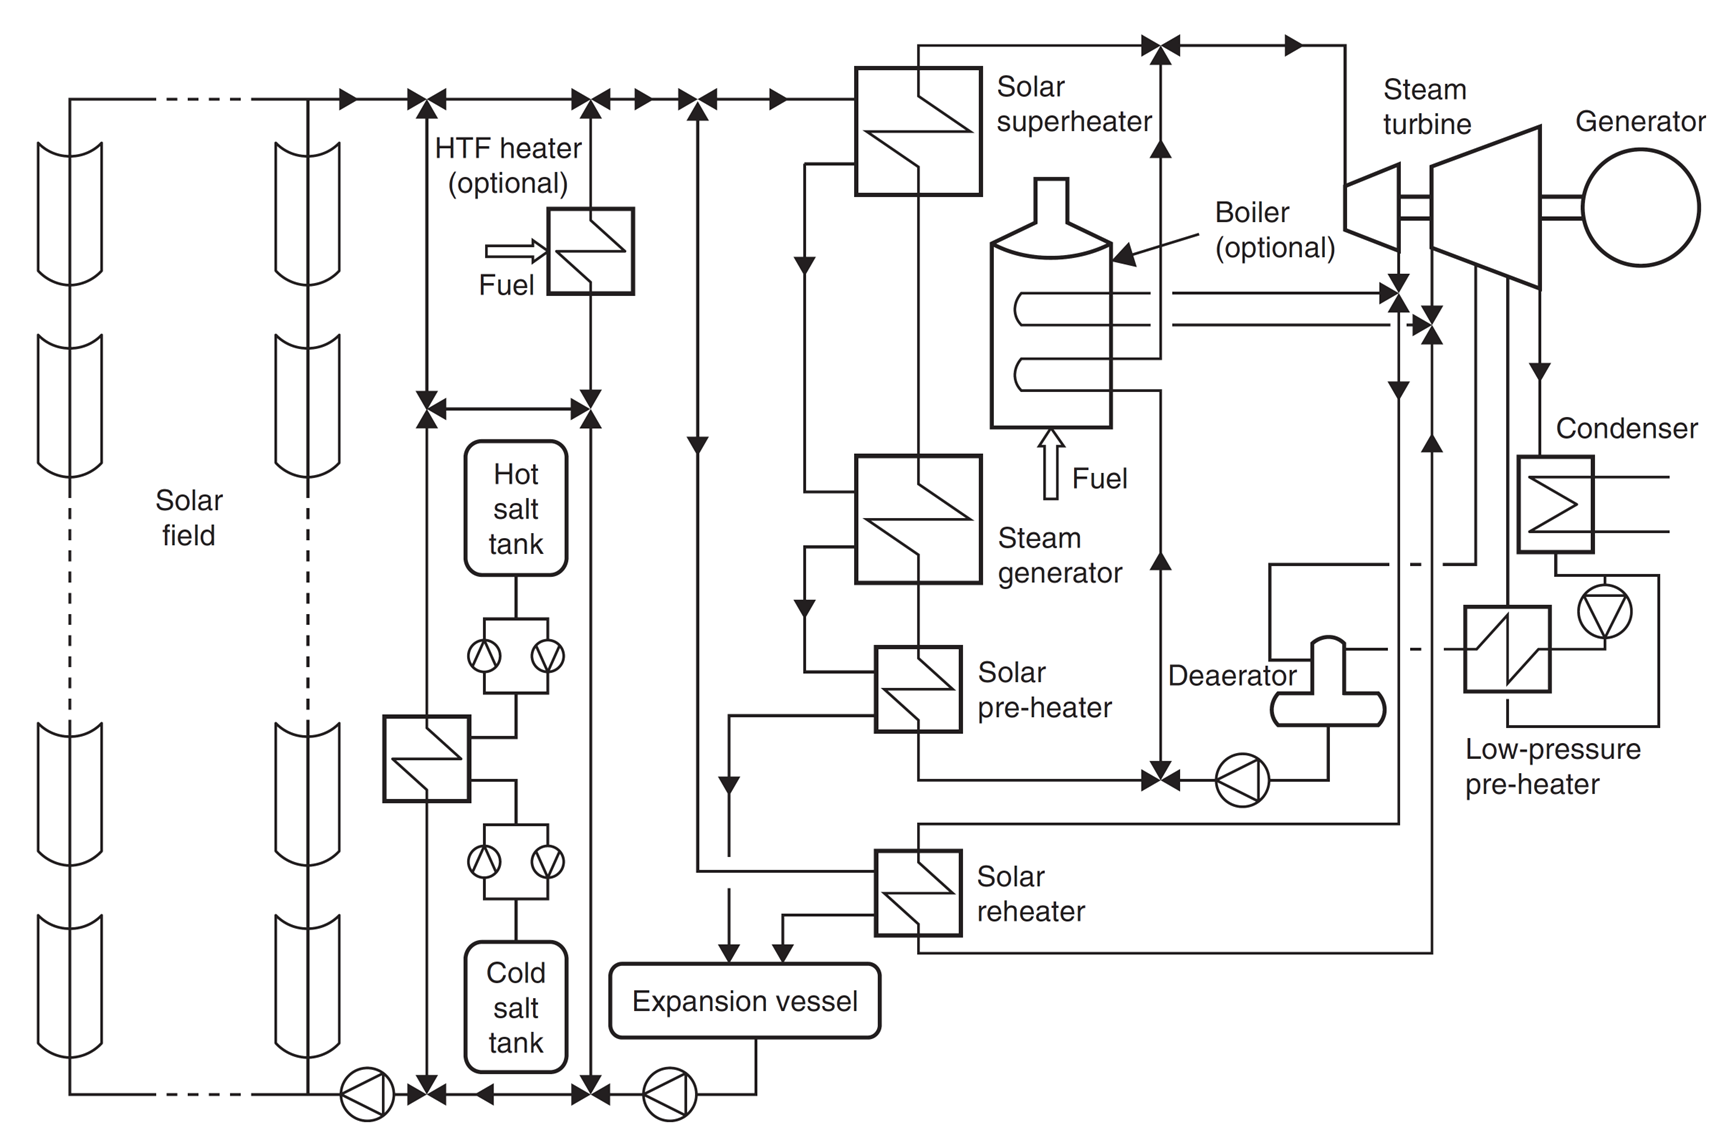 Solar
superheater
Steam
turbine
Generator
HTF heater
(optional)
Fuel
Boiler
(optional)
Condenser
Hot
salt
tank
Solar
field
Fuel
Steam
generator
Solar
pre-heater
Deaerator
Low-pressure
pre-heater
Solar
reheater
Cold
salt
tank
Expansion vessel